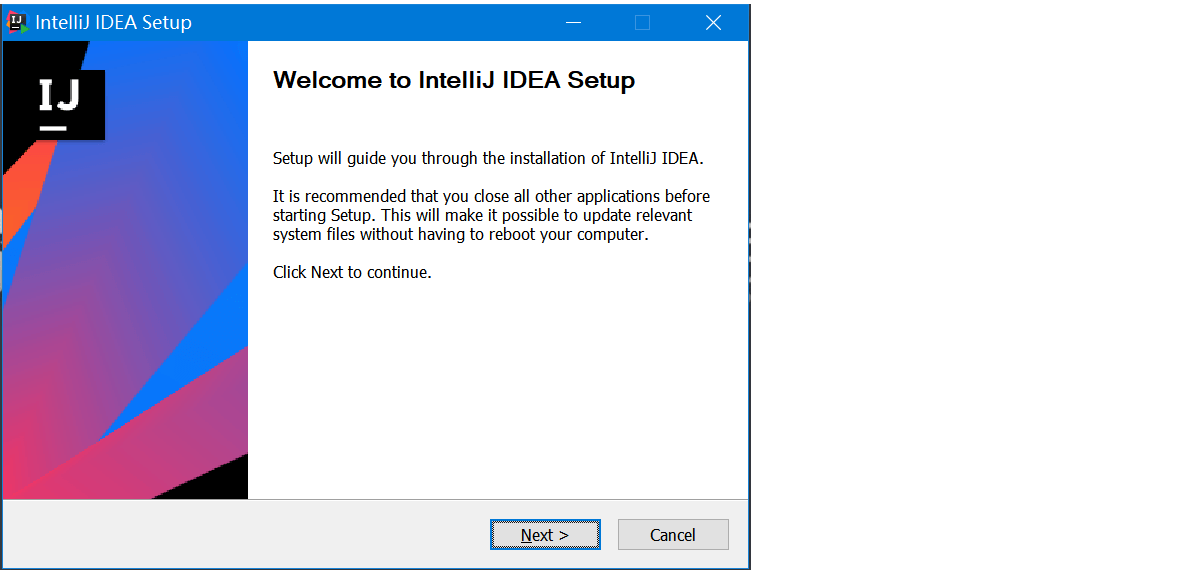 IntelliJ IDEA Setup
IJ
Welcome to IntelliJ IDEA Setup
Setup will guide you through the installation of IntelliJ IDEA.
It is recommended that you close all other applications before
starting Setup. This will make it possible to update relevant
system files without having to reboot your computer.
Click Next to continue.
Next >
Cancel